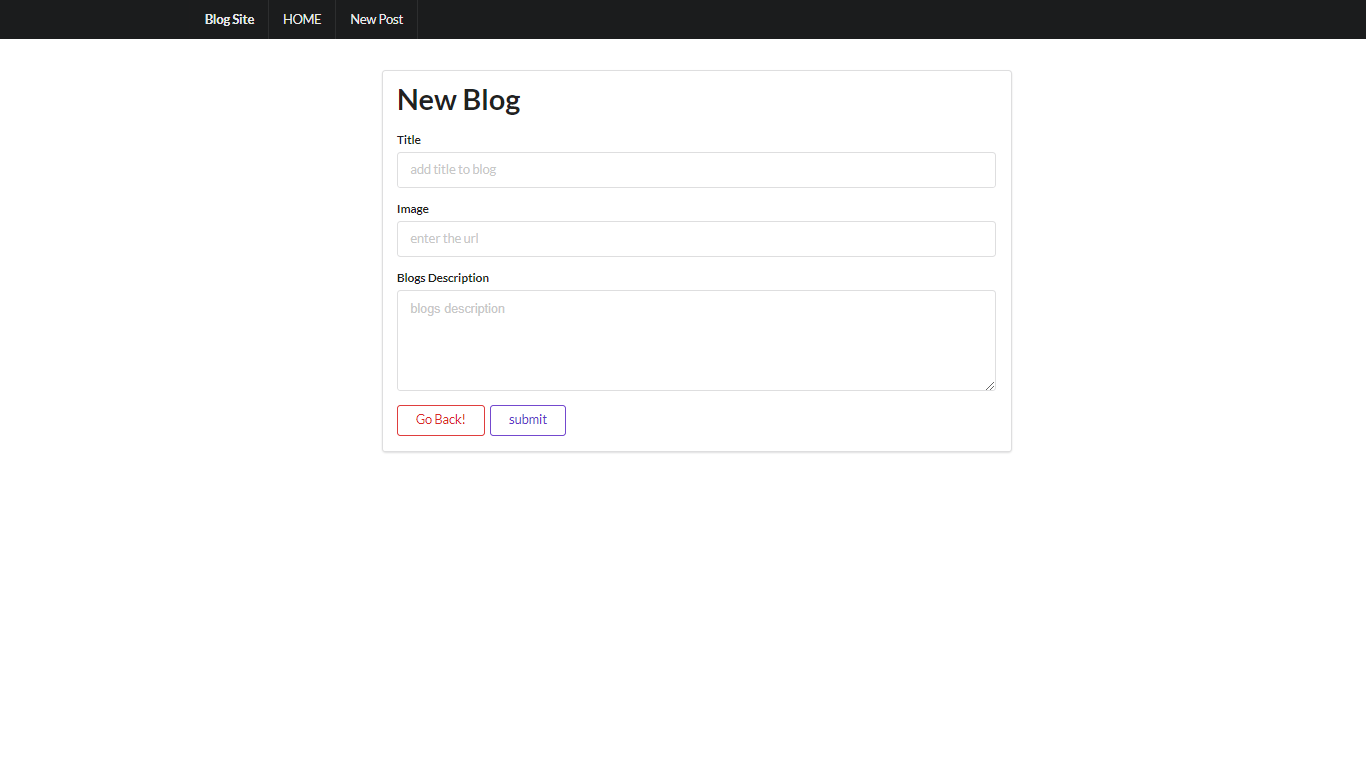 Blog Site HOME New Post
New Blog
Title
add title to blog
Image
enter the url
Blogs Description
blogs description
Go Back! submit